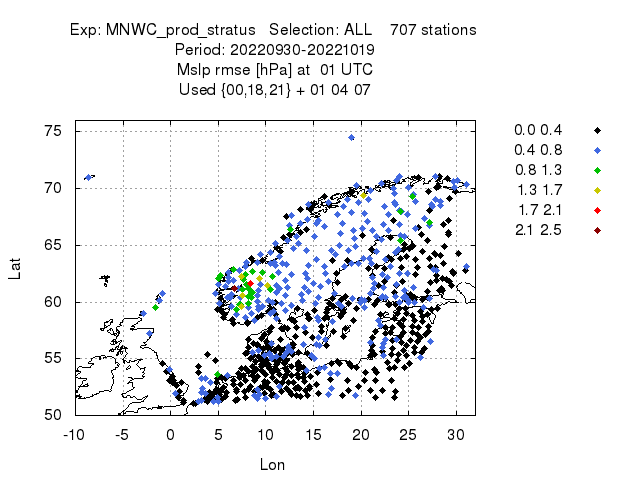 Exp: MNWC_prod_stratus   Selection: ALL    707 stations
Period: 20220930-20221019
Mslp rmse [hPa] at  01 UTC
Used {00,18,21} + 01 04 07
0.0 0.4
0.4 0.8
0.8 1.3
1.3 1.7
1.7 2.1
2.1 2.5
75
70
65
60
55
50
Lat
-10 -5 0 5 10 15 20 25 30
Lon